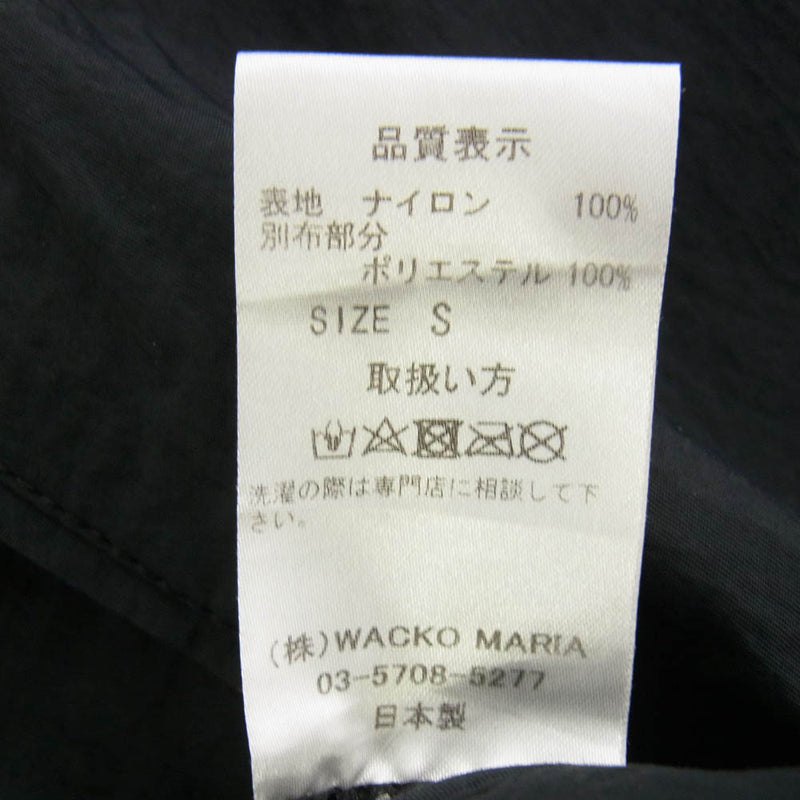 品質表示
表地 ナイロン 100%
別布部分
ポリエステル 100%
SIZE S
取扱い方
洗濯の際は専門店に相談して下
さい。
(株)WACKO MARIA
03-5708-5277
日本製